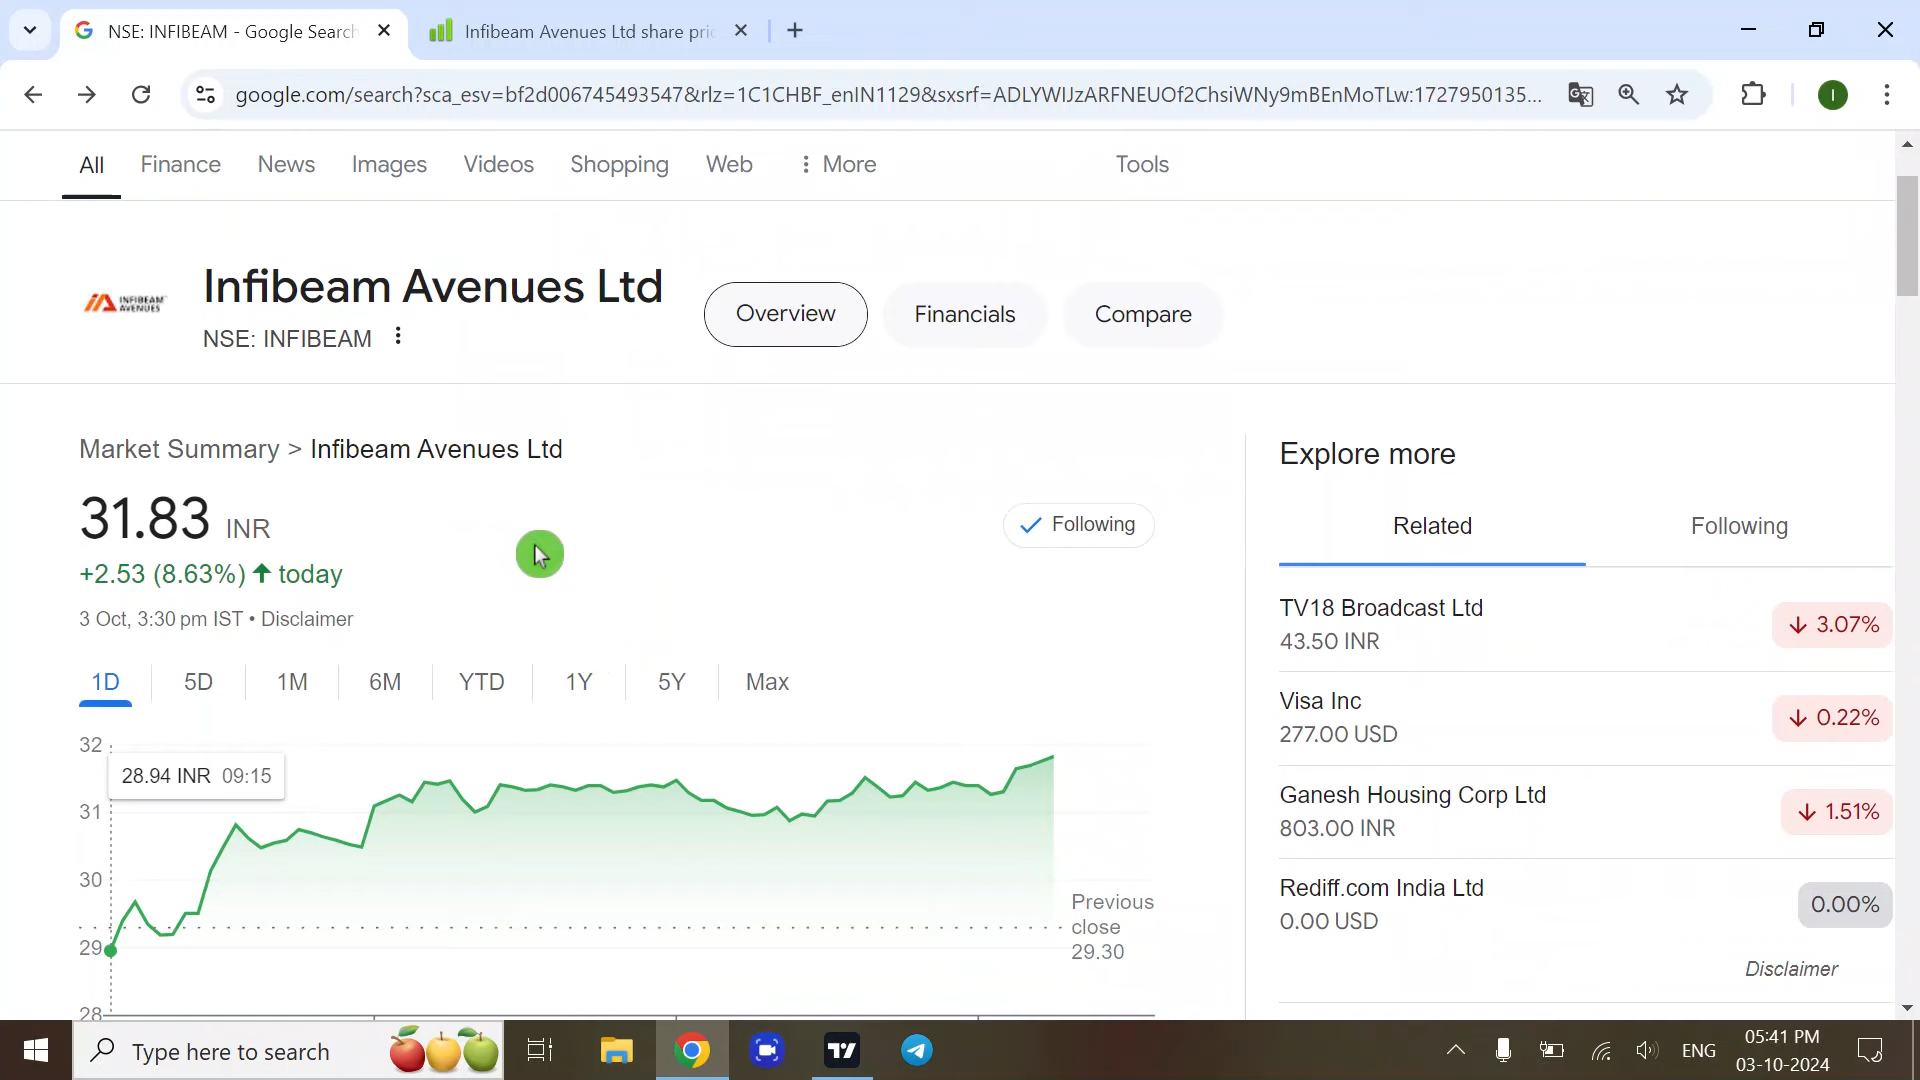 NSE: INFIBEAM - Google Search
Infibeam Avenues Ltd share pri
google.com/search?sca_esv=bf2d006745493547&rlz=1C1CHBF_enIN1129&sxsrf=ADLYWIJzARFNEUOf2ChsiWNy9mBEnMoTLw:1727950135...
I
All
Finance
News
Images
Videos
Shopping
Web
More
Tools
INFIBEAM
AVENUES
Infibeam Avenues Ltd
NSE: INFIBEAM
Overview
Financials
Compare
Market Summary > Infibeam Avenues Ltd
31.83 INR
+2.53 (8.63%) ↑ today
3 Oct, 3:30 pm IST • Disclaimer
Following
1D
5D
1M
6M
YTD
1Y
5Y
Max
32
28.94 INR 09:15
31
30
29
28
Previous
close
29.30
Explore more
Related
Following
TV18 Broadcast Ltd
43.50 INR
↓ 3.07%
Visa Inc
277.00 USD
↓ 0.22%
Ganesh Housing Corp Ltd
803.00 INR
↓ 1.51%
Rediff.com India Ltd
0.00 USD
0.00%
Disclaimer
Type here to search
ENG
05:41 PM
03-10-2024